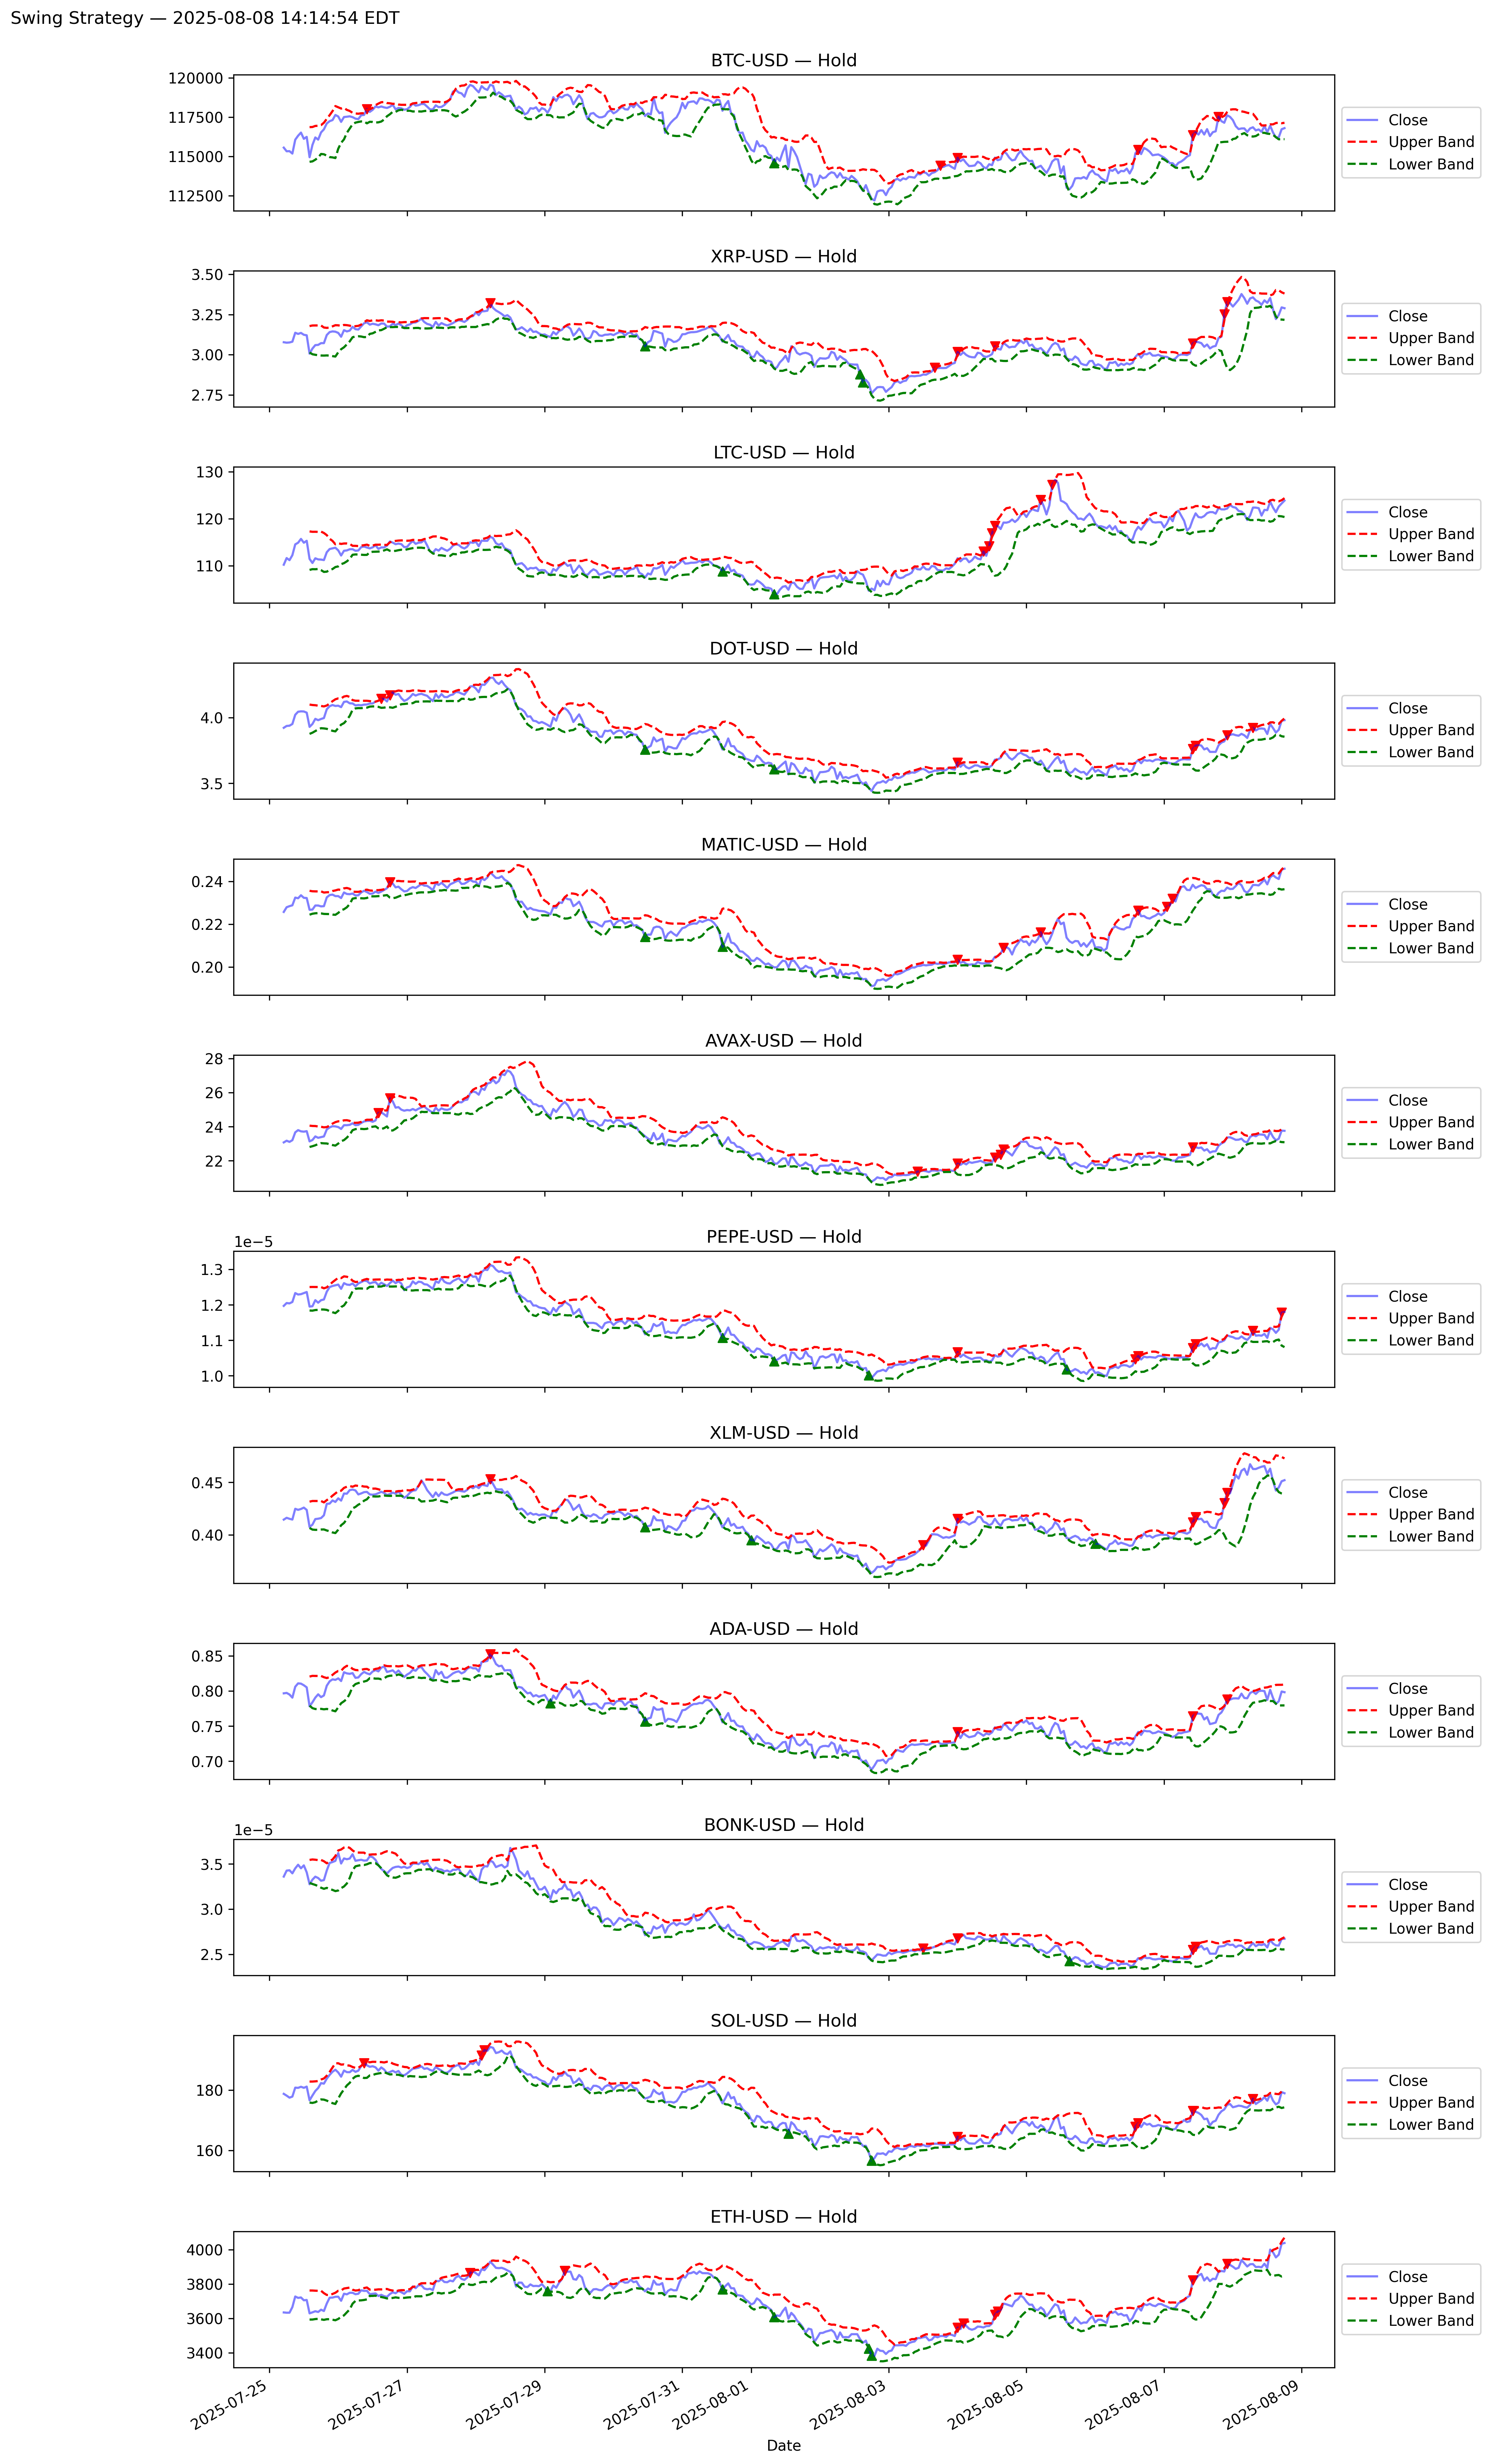 Swing Strategy — 2025-08-08 14:14:54 EDT
BTC-USD — Hold
120000
117500
115000
112500
Close
Upper Band
Lower Band
XRP-USD — Hold
3.50
3.25
3.00
2.75
Close
Upper Band
Lower Band
LTC-USD — Hold
130
120
110
Close
Upper Band
Lower Band
DOT-USD — Hold
4.0
3.5
Close
Upper Band
Lower Band
MATIC-USD — Hold
0.24
0.22
0.20
Close
Upper Band
Lower Band
AVAX-USD — Hold
28
26
24
22
Close
Upper Band
Lower Band
PEPE-USD — Hold
1e−5
1.3
1.2
1.1
1.0
Close
Upper Band
Lower Band
XLM-USD — Hold
0.45
0.40
Close
Upper Band
Lower Band
ADA-USD — Hold
0.85
0.80
0.75
0.70
Close
Upper Band
Lower Band
BONK-USD — Hold
1e−5
3.5
3.0
2.5
Close
Upper Band
Lower Band
SOL-USD — Hold
180
160
Close
Upper Band
Lower Band
ETH-USD — Hold
4000
3800
3600
3400
Close
Upper Band
Lower Band
2025-07-25
2025-07-27
2025-07-29
2025-07-31
2025-08-01
2025-08-03
2025-08-05
2025-08-07
2025-08-09
Date